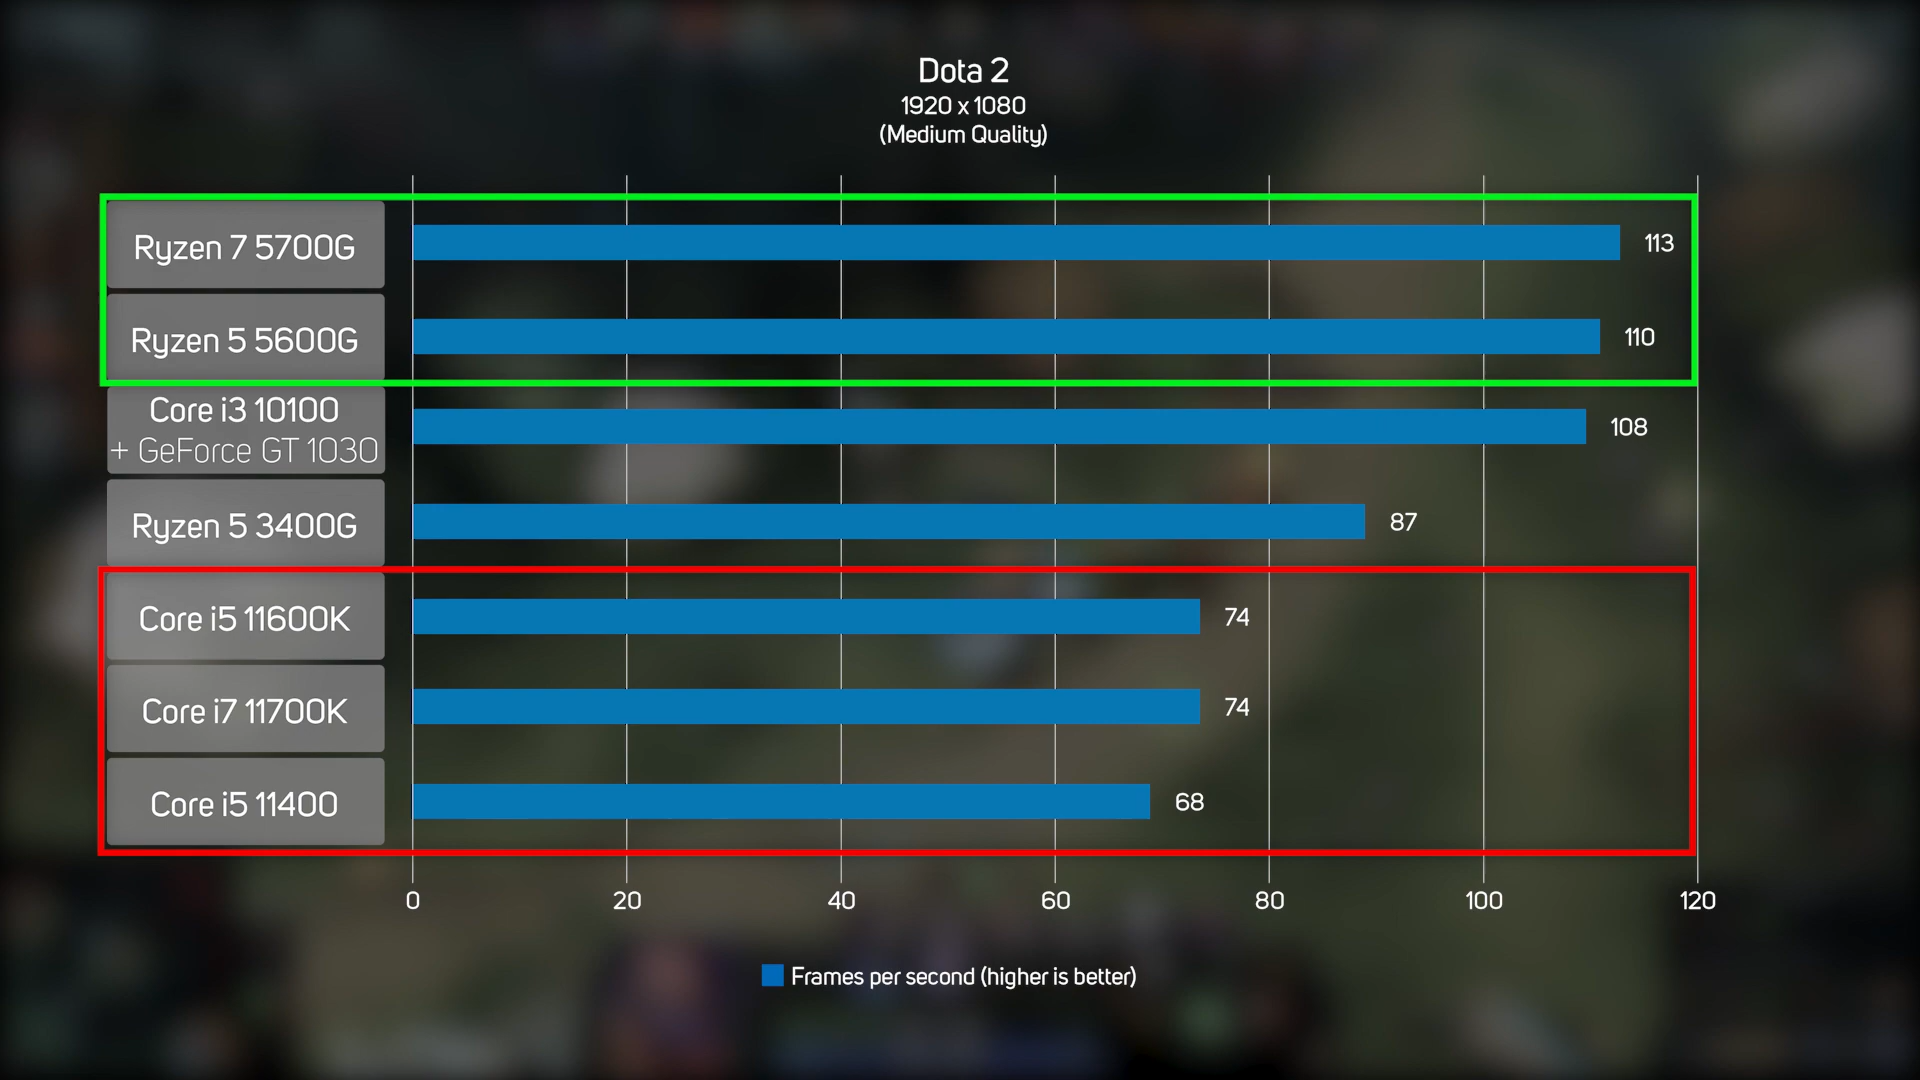 Dota 2
1920 x 1080
(Medium Quality)
Ryzen 7 5700G
113
Ryzen 5 5600G
110
Core i3 10100
+ GeForce GT 1030
108
Ryzen 5 3400G
87
Core i5 11600K
74
Core i7 11700K
74
Core i5 11400
68
0 20 40 60 80 100 120
Frames per second (higher is better)